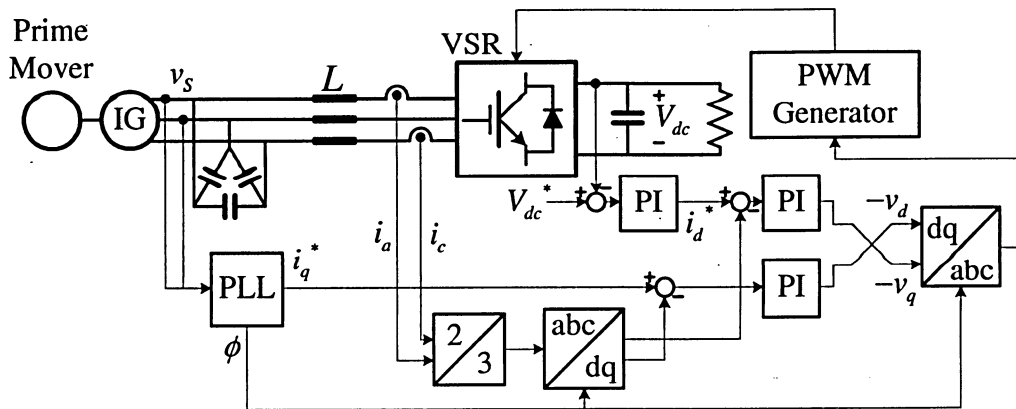 Prime
Mover
IG
v_s
L
VSR
+
V_dc
−
PWM
Generator
V_dc*
+
−
PI
i_d*
+
−
PI
−v_d
−v_q
dq
abc
i_a
i_c
PLL
i_q*
+
-
PI
φ
2
3
abc
dq